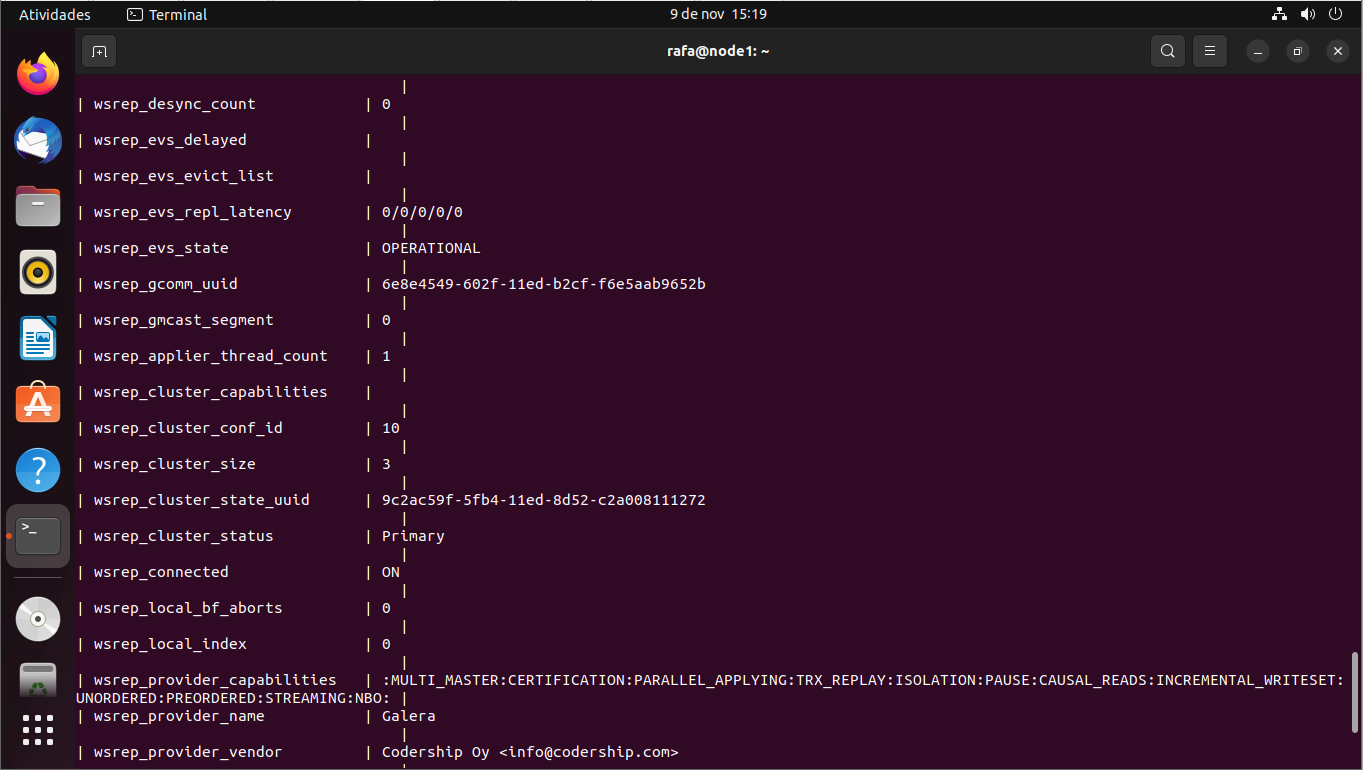 Atividades Terminal 9 de nov 15:19
rafa@node1: ~
|
| wsrep_desync_count | 0
|
| wsrep_evs_delayed |
|
| wsrep_evs_evict_list |
|
| wsrep_evs_repl_latency | 0/0/0/0/0
|
| wsrep_evs_state | OPERATIONAL
|
| wsrep_gcomm_uuid | 6e8e4549-602f-11ed-b2cf-f6e5aab9652b
|
| wsrep_gmcast_segment | 0
|
| wsrep_applier_thread_count | 1
|
| wsrep_cluster_capabilities |
|
| wsrep_cluster_conf_id | 10
|
| wsrep_cluster_size | 3
|
| wsrep_cluster_state_uuid | 9c2ac59f-5fb4-11ed-8d52-c2a008111272
|
| wsrep_cluster_status | Primary
|
| wsrep_connected | ON
|
| wsrep_local_bf_aborts | 0
|
| wsrep_local_index | 0
|
| wsrep_provider_capabilities | :MULTI_MASTER:CERTIFICATION:PARALLEL_APPLYING:TRX_REPLAY:ISOLATION:PAUSE:CAUSAL_READS:INCREMENTAL_WRITESET:
UNORDERED:PREORDERED:STREAMING:NBO: |
| wsrep_provider_name | Galera
|
| wsrep_provider_vendor | Codership Oy <info@codership.com>